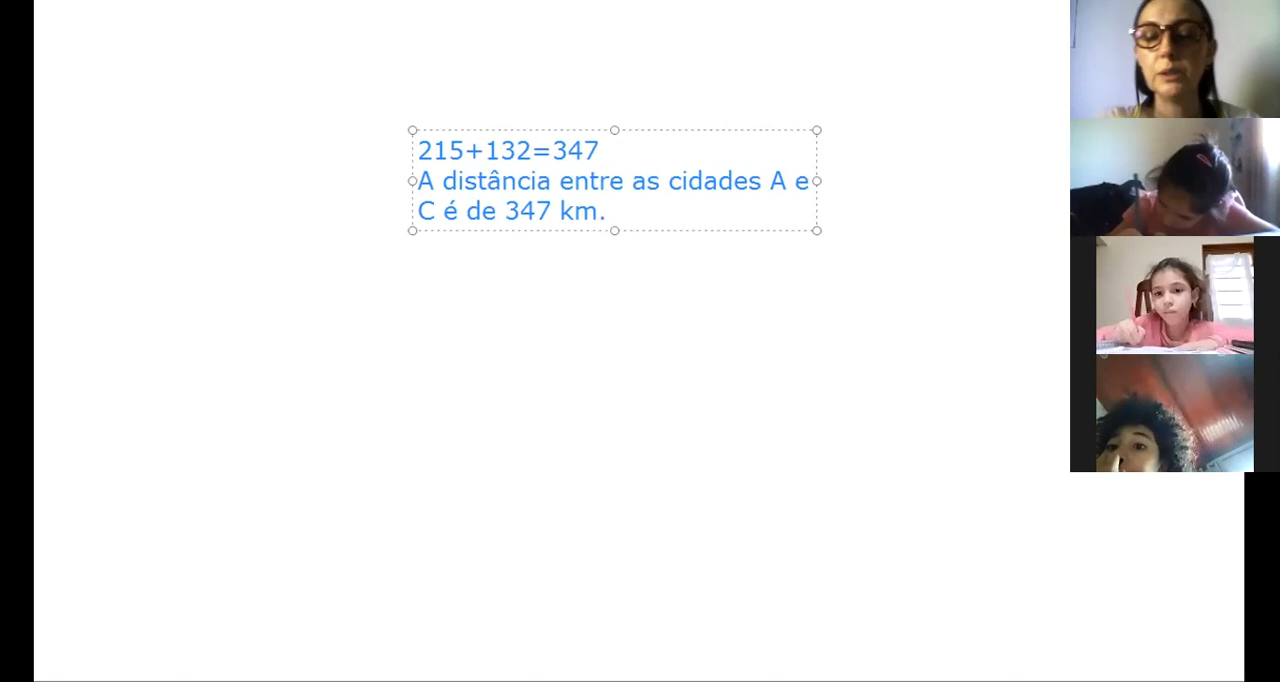 215+132=347
A distância entre as cidades A e
C é de 347 km.